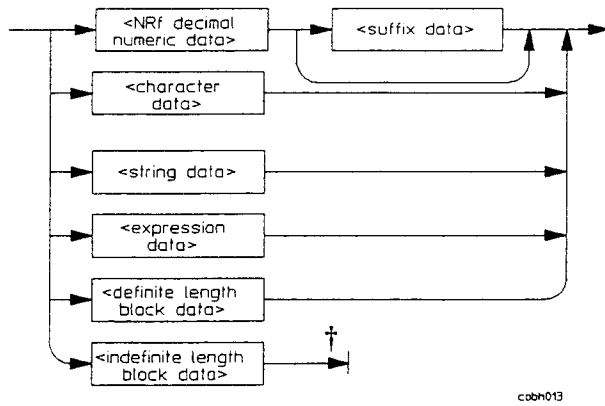 <NRf decimal
numeric data>
<suffix data>
<character
data>
<string data>
<expression
data>
<definite length
block data>
<indefinite length
block data>
†
cobh013